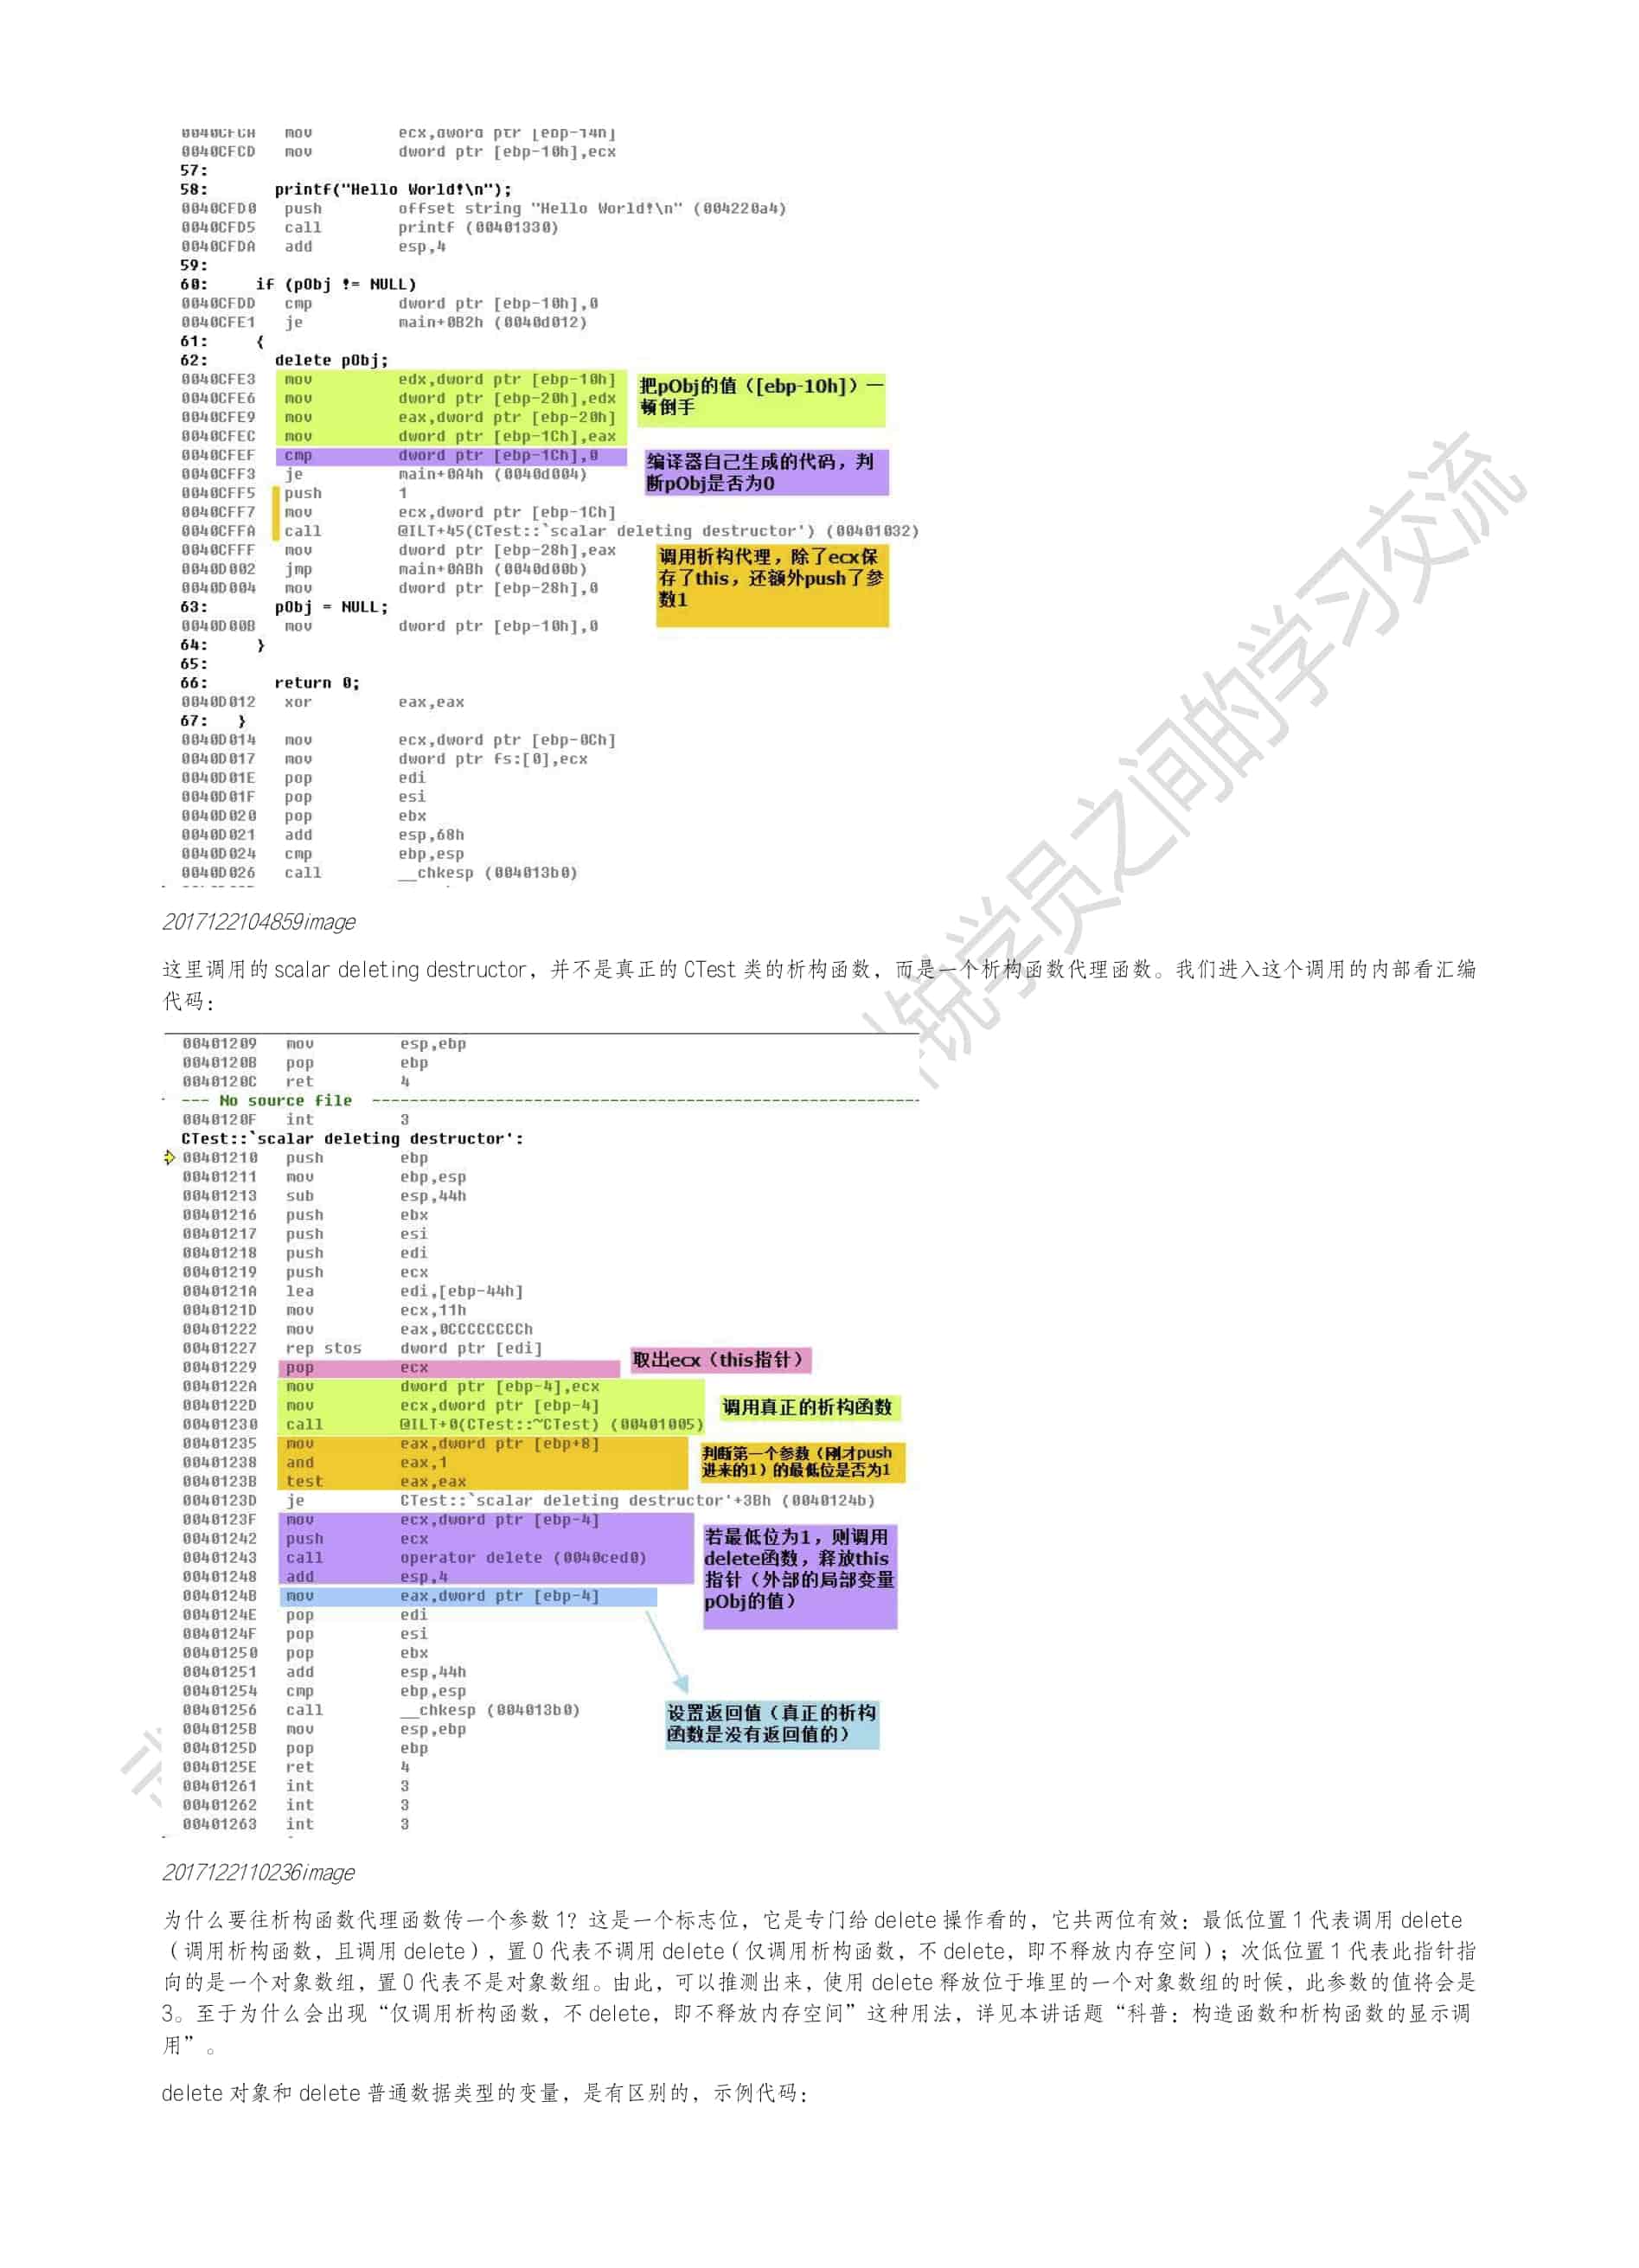 0040CFCA mov ecx,dword ptr [ebp-14h]
0040CFCD mov dword ptr [ebp-10h],ecx
57:
58: printf("Hello World!\n");
0040CFD0 push offset string "Hello World!\n" (004220a4)
0040CFD5 call printf (00401330)
0040CFDA add esp,4
59:
60: if (pObj != NULL)
0040CFDD cmp dword ptr [ebp-10h],0
0040CFE1 je main+0B2h (0040d012)
61: {
62: delete pObj;
0040CFE3 mov edx,dword ptr [ebp-10h]
0040CFE6 mov dword ptr [ebp-20h],edx
0040CFE9 mov eax,dword ptr [ebp-20h]
0040CFEC mov dword ptr [ebp-1Ch],eax
把pObj的值（[ebp-10h]）一
顿倒手
0040CFEF cmp dword ptr [ebp-1Ch],0
0040CFF3 je main+0A4h (0040d004)
编译器自己生成的代码，判
断pObj是否为0
0040CFF5 push 1
0040CFF7 mov ecx,dword ptr [ebp-1Ch]
0040CFFA call @ILT+45(CTest::`scalar deleting destructor') (00401032)
0040CFFF mov dword ptr [ebp-28h],eax
0040D002 jmp main+0ABh (0040d00b)
0040D004 mov dword ptr [ebp-28h],0
调用析构代理，除了ecx保
存了this，还额外push了参
数1
63: pObj = NULL;
0040D00B mov dword ptr [ebp-10h],0
64: }
65:
66: return 0;
0040D012 xor eax,eax
67: }
0040D014 mov ecx,dword ptr [ebp-0Ch]
0040D017 mov dword ptr fs:[0],ecx
0040D01E pop edi
0040D01F pop esi
0040D020 pop ebx
0040D021 add esp,68h
0040D024 cmp ebp,esp
0040D026 call __chkesp (004013b0)
2017122104859image
这里调用的 scalar deleting destructor，并不是真正的 CTest 类的析构函数，而是一个析构函数代理函数。我们进入这个调用的内部看汇编
代码：
00401209 mov esp,ebp
0040120B pop ebp
0040120C ret 4
--- No source file
0040120F int 3
CTest::`scalar deleting destructor':
00401210 push ebp
00401211 mov ebp,esp
00401213 sub esp,44h
00401216 push ebx
00401217 push esi
00401218 push edi
00401219 push ecx
0040121A lea edi,[ebp-44h]
0040121D mov ecx,11h
00401222 mov eax,0CCCCCCCCh
00401227 rep stos dword ptr [edi]
00401229 pop ecx
取出ecx（this指针）
0040122A mov dword ptr [ebp-4],ecx
0040122D mov ecx,dword ptr [ebp-4]
00401230 call @ILT+0(CTest::~CTest) (00401005)
调用真正的析构函数
00401235 mov eax,dword ptr [ebp+8]
00401238 and eax,1
0040123B test eax,eax
判断第一个参数（刚才push
进来的1）的最低位是否为1
0040123D je CTest::`scalar deleting destructor'+3Bh (0040124b)
0040123F mov ecx,dword ptr [ebp-4]
00401242 push ecx
00401243 call operator delete (0040ced0)
00401248 add esp,4
若最低位为1，则调用
delete函数，释放this
指针（外部的局部变量
pObj的值）
0040124B mov eax,dword ptr [ebp-4]
0040124E pop edi
0040124F pop esi
00401250 pop ebx
00401251 add esp,44h
00401254 cmp ebp,esp
00401256 call __chkesp (004013b0)
0040125B mov esp,ebp
0040125D pop ebp
0040125E ret 4
设置返回值（真正的析构
函数是没有返回值的）
00401261 int 3
00401262 int 3
00401263 int 3
2017122110236image
为什么要往析构函数代理函数传一个参数 1？这是一个标志位，它是专门给 delete 操作看的，它共两位有效：最低位置 1 代表调用 delete
（调用析构函数，且调用 delete），置 0 代表不调用 delete（仅调用析构函数，不 delete，即不释放内存空间）；次低位置 1 代表此指针指
向的是一个对象数组，置 0 代表不是对象数组。由此，可以推测出来，使用 delete 释放位于堆里的一个对象数组的时候，此参数的值将会是
3。至于为什么会出现“仅调用析构函数，不 delete，即不释放内存空间”这种用法，详见本讲话题“科普：构造函数和析构函数的显示调
用”。
delete 对象和 delete 普通数据类型的变量，是有区别的，示例代码：
锐学员之间的学习交流